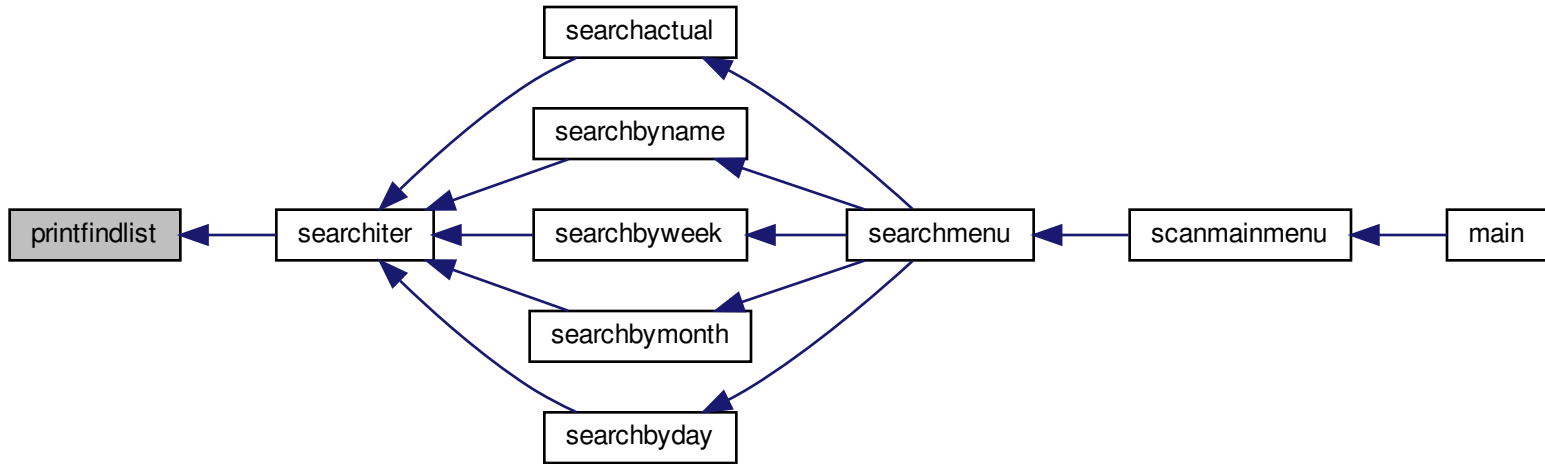 searchactual
searchbyname
printfindlist
searchiter
searchbyweek
searchmenu
scanmainmenu
main
searchbymonth
searchbyday